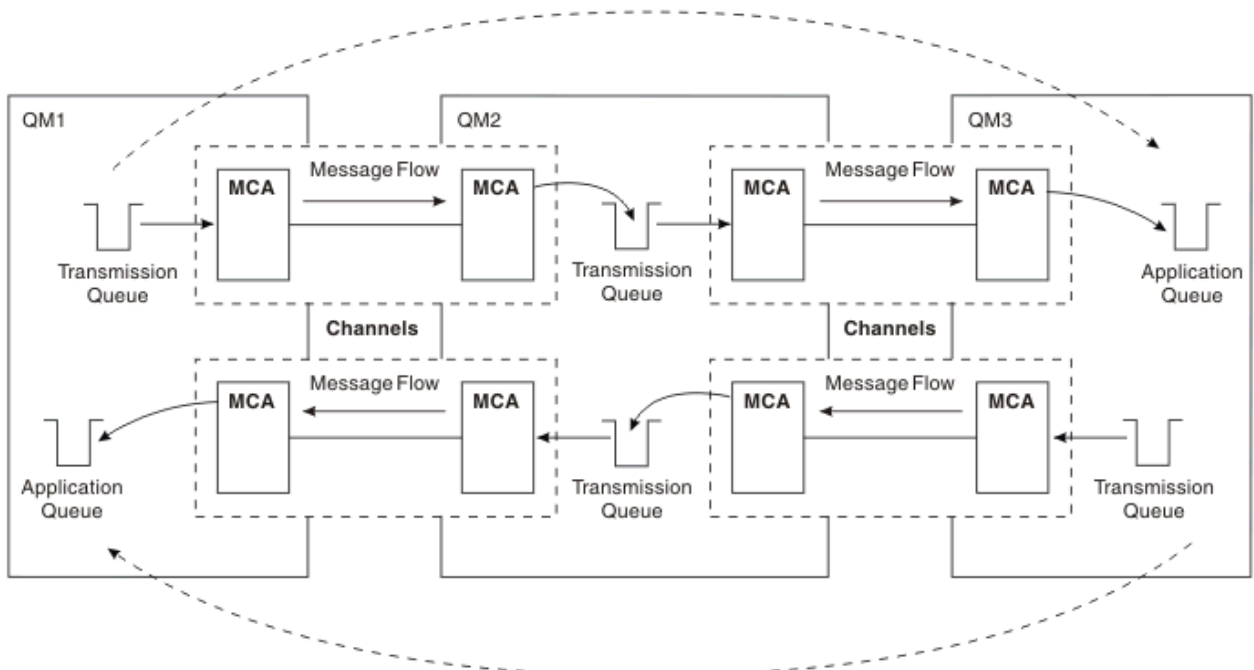 QM1
QM2
QM3
MCA
Message Flow
MCA
MCA
Message Flow
MCA
Transmission
Queue
Transmission
Queue
Application
Queue
Channels
Channels
MCA
Message Flow
MCA
MCA
Message Flow
MCA
Application
Queue
Transmission
Queue
Transmission
Queue